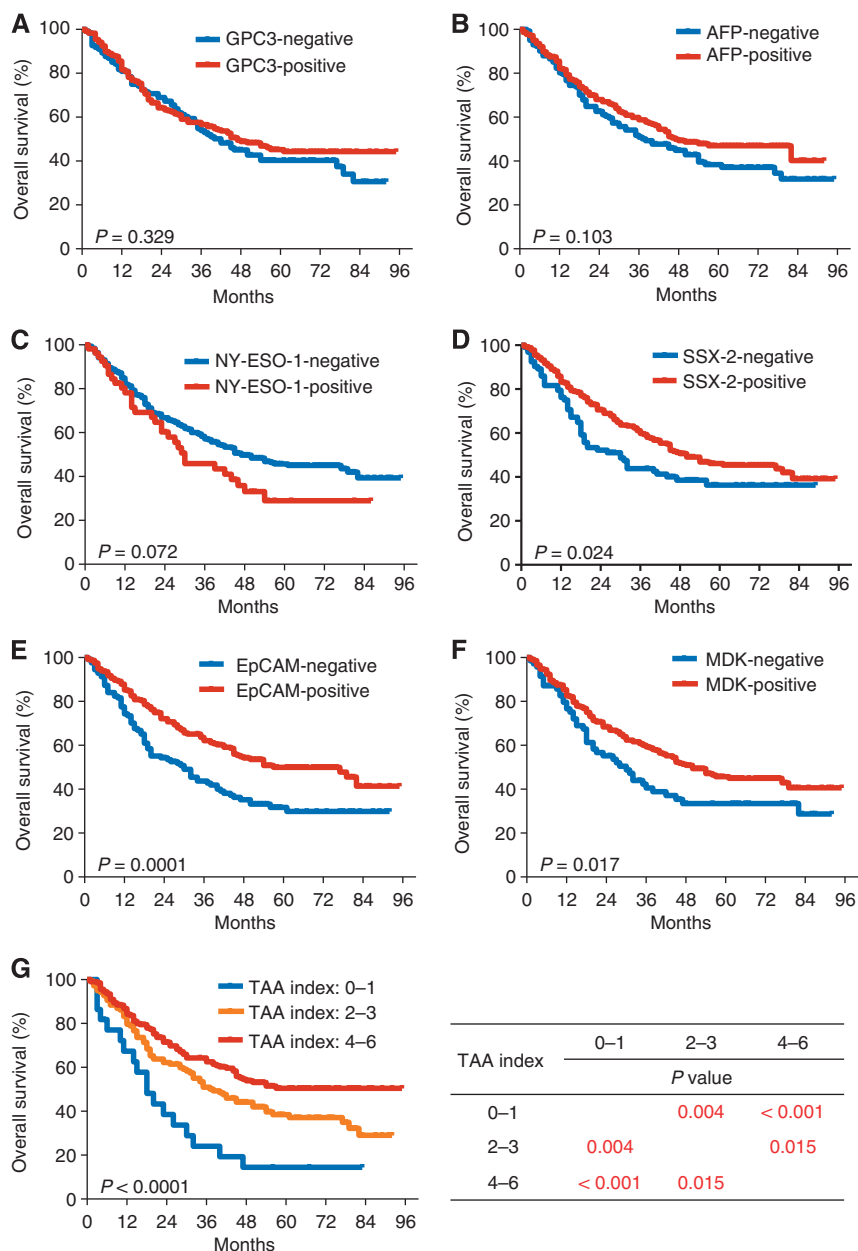 A
GPC3-negative
GPC3-positive
Overall survival (%)
100
80
60
40
20
0
P = 0.329
0 12 24 36 48 60 72 84 96
Months
B
AFP-negative
AFP-positive
Overall survival (%)
100
80
60
40
20
0
P = 0.103
0 12 24 36 48 60 72 84 96
Months
C
NY-ESO-1-negative
NY-ESO-1-positive
Overall survival (%)
100
80
60
40
20
0
P = 0.072
0 12 24 36 48 60 72 84 96
Months
D
SSX-2-negative
SSX-2-positive
Overall survival (%)
100
80
60
40
20
0
P = 0.024
0 12 24 36 48 60 72 84 96
Months
E
EpCAM-negative
EpCAM-positive
Overall survival (%)
100
80
60
40
20
0
P = 0.0001
0 12 24 36 48 60 72 84 96
Months
F
MDK-negative
MDK-positive
Overall survival (%)
100
80
60
40
20
0
P = 0.017
0 12 24 36 48 60 72 84 96
Months
G
TAA index: 0–1
TAA index: 2–3
TAA index: 4–6
Overall survival (%)
100
80
60
40
20
0
P < 0.0001
0 12 24 36 48 60 72 84 96
Months
TAA index 0–1 2–3 4–6
P value
0–1 0.004 < 0.001
2–3 0.004 0.015
4–6 < 0.001 0.015